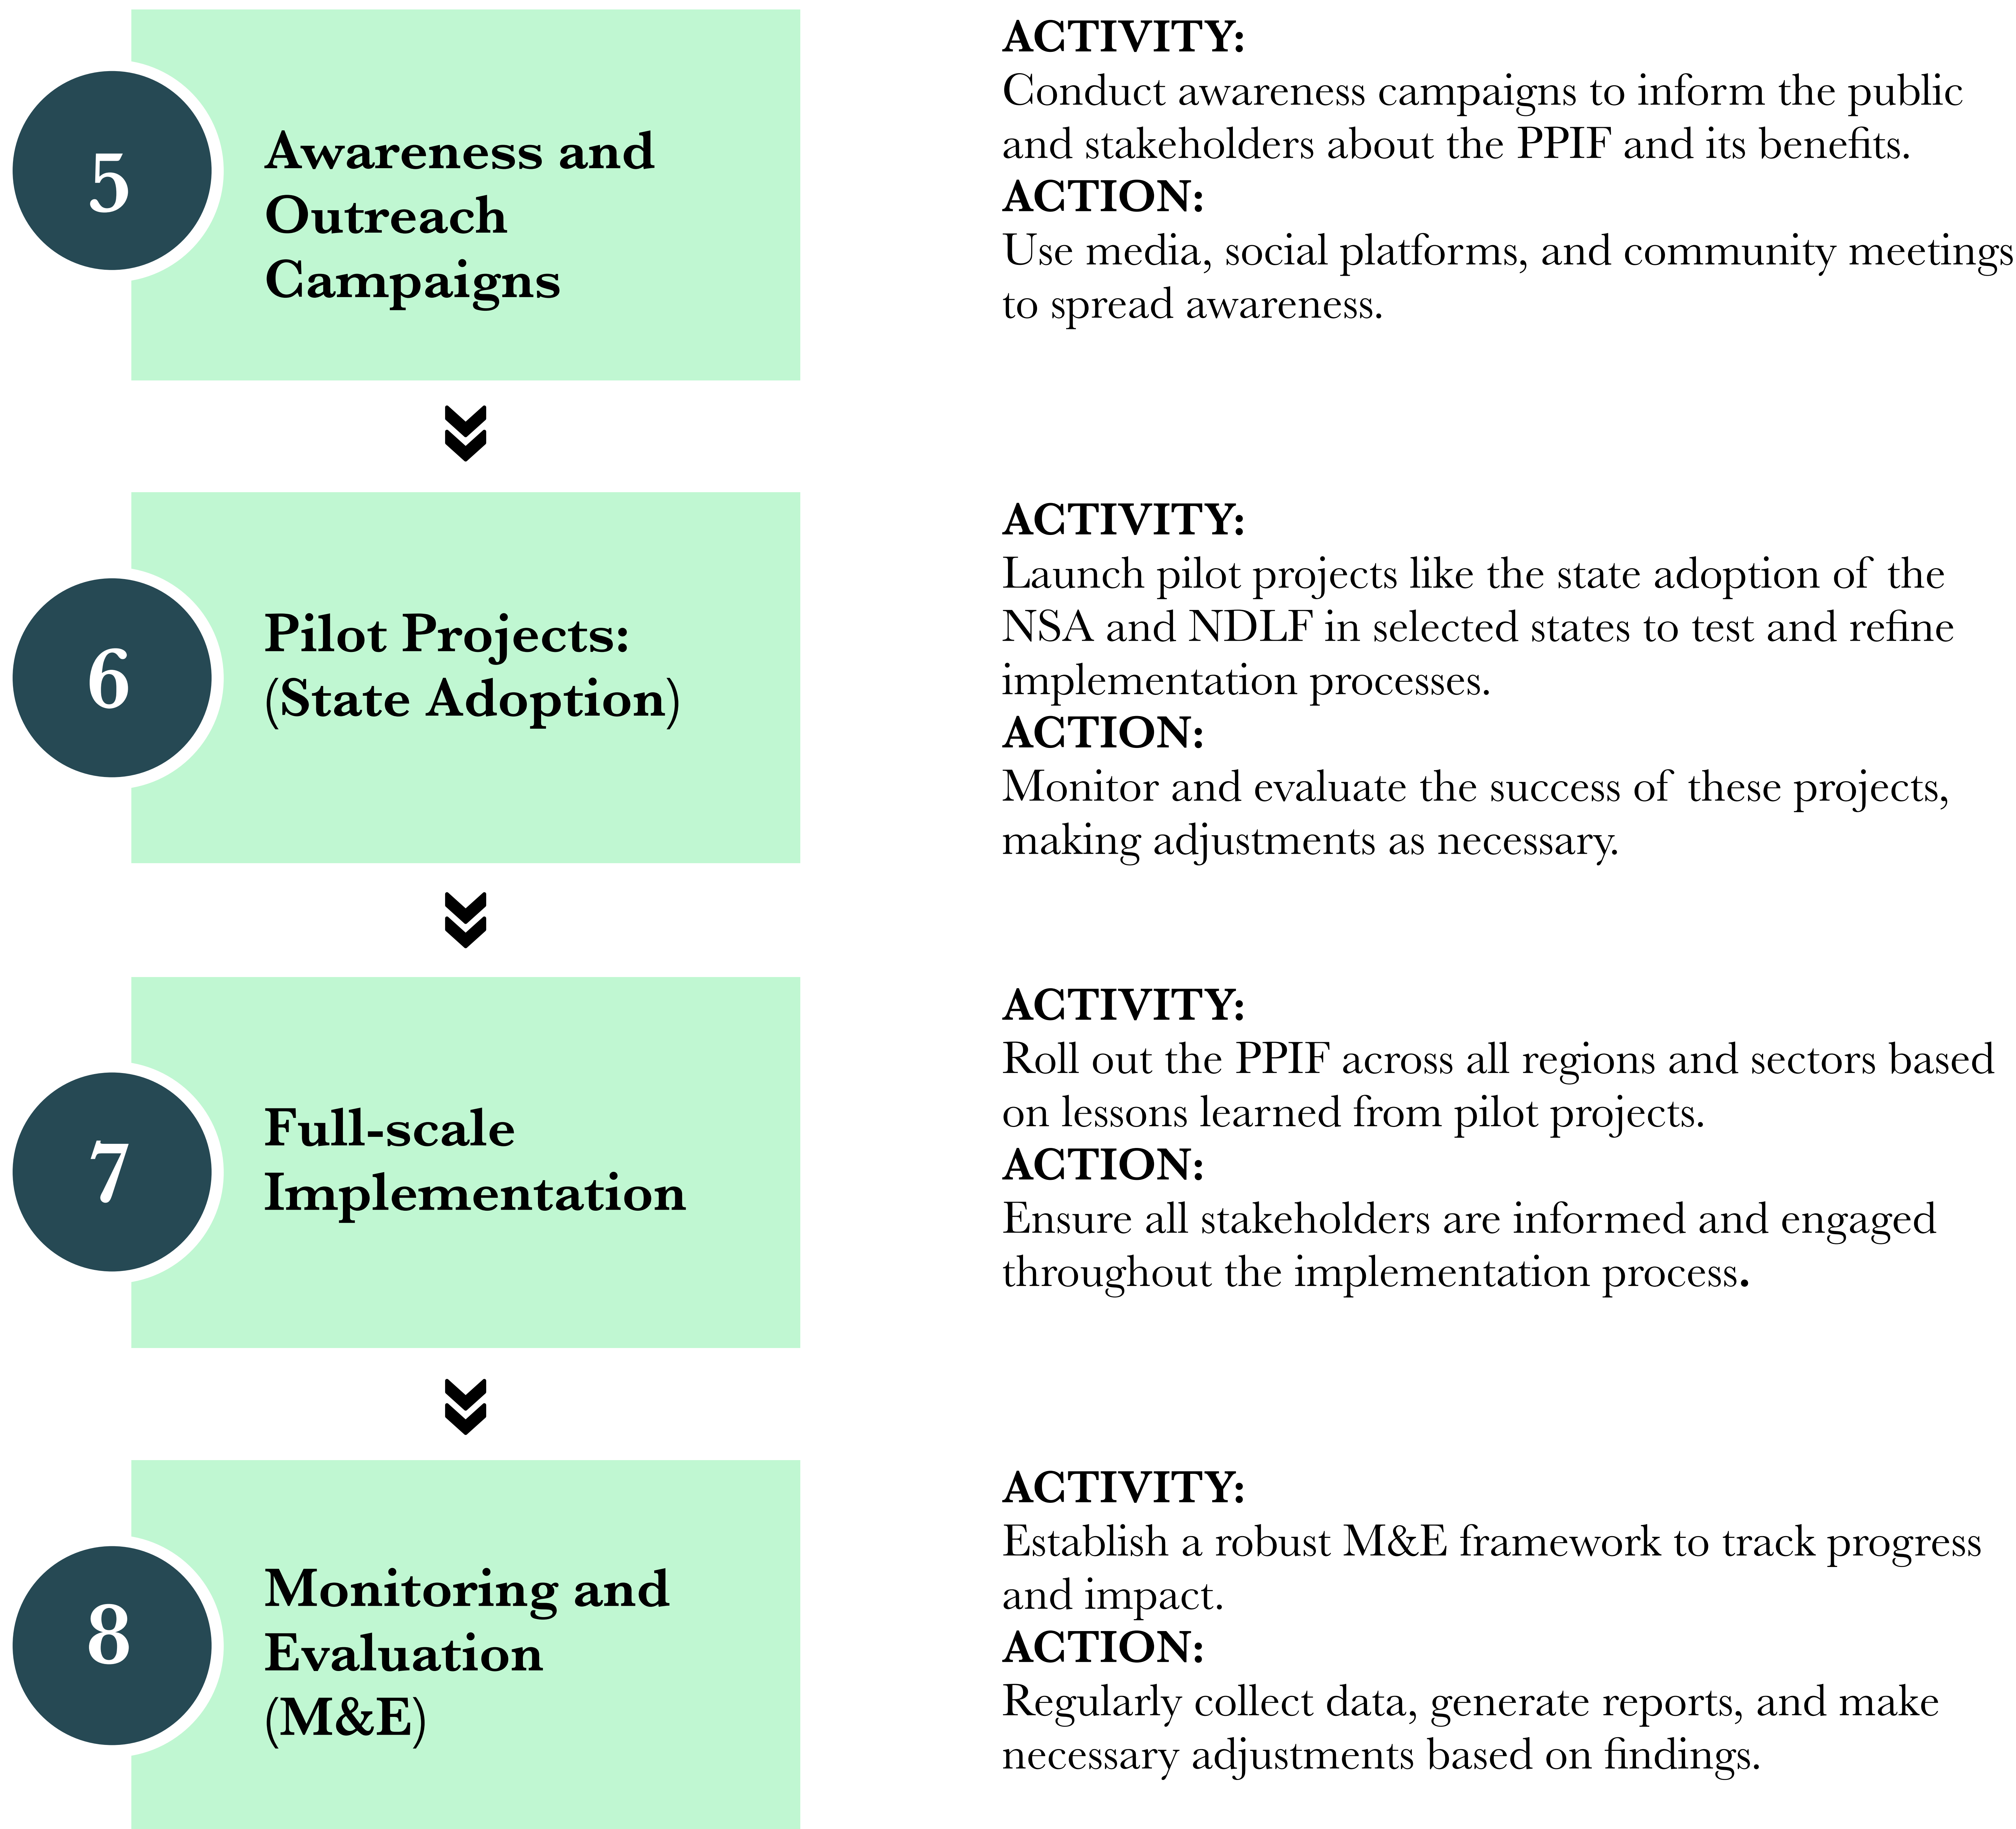 5
Awareness and
Outreach
Campaigns
ACTIVITY:
Conduct awareness campaigns to inform the public
and stakeholders about the PPIF and its benefits.
ACTION:
Use media, social platforms, and community meetings
to spread awareness.
6
Pilot Projects:
(State Adoption)
ACTIVITY:
Launch pilot projects like the state adoption of the
NSA and NDLF in selected states to test and refine
implementation processes.
ACTION:
Monitor and evaluate the success of these projects,
making adjustments as necessary.
7
Full-scale
Implementation
ACTIVITY:
Roll out the PPIF across all regions and sectors based
on lessons learned from pilot projects.
ACTION:
Ensure all stakeholders are informed and engaged
throughout the implementation process.
8
Monitoring and
Evaluation
(M&E)
ACTIVITY:
Establish a robust M&E framework to track progress
and impact.
ACTION:
Regularly collect data, generate reports, and make
necessary adjustments based on findings.